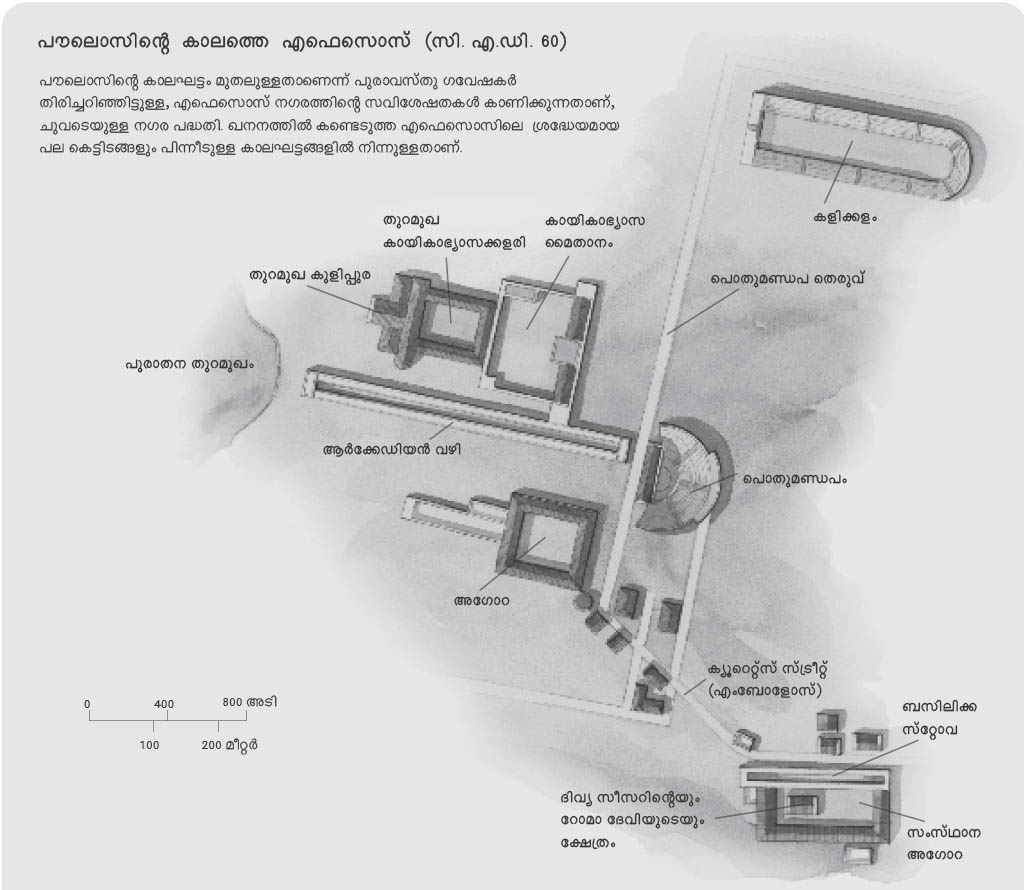 പൗലൊസിന്റെ കാലത്തെ എഫെസൊസ് (സി. എ.ഡി. 60)
പൗലൊസിന്റെ കാലഘട്ടം മുതലുള്ളതാണെന്ന് പുരാവസ്തു ഗവേഷകർ
തിരിച്ചറിഞ്ഞിട്ടുള്ള, എഫെസൊസ് നഗരത്തിന്റെ സവിശേഷതകൾ കാണിക്കുന്നതാണ്,
ചുവടെയുള്ള നഗര പദ്ധതി. ഖനനത്തിൽ കണ്ടെടുത്ത എഫെസൊസിലെ ശ്രദ്ധേയമായ
പല കെട്ടിടങ്ങളും പിന്നീടുള്ള കാലഘട്ടങ്ങളിൽ നിന്നുള്ളതാണ്.
കളിക്കളം
തുറമുഖ
കായികാഭ്യാസക്കളരി
കായികാഭ്യാസ
മൈതാനം
തുറമുഖ കുളിപ്പുര
പൊതുമണ്ഡപ തെരുവ്
പുരാതന തുറമുഖം
ആർക്കേഡിയൻ വഴി
പൊതുമണ്ഡപം
അഗോറ
ക്യൂറെറ്റ്സ് സ്ട്രീറ്റ്
(എംബോളോസ്)
0 400 800 അടി
100 200 മീറ്റർ
ബസിലിക്ക
സ്റ്റോവ
ദിവ്യ സീസറിന്റെയും
റോമാ ദേവിയുടെയും
ക്ഷേത്രം
സംസ്ഥാന
അഗോറ